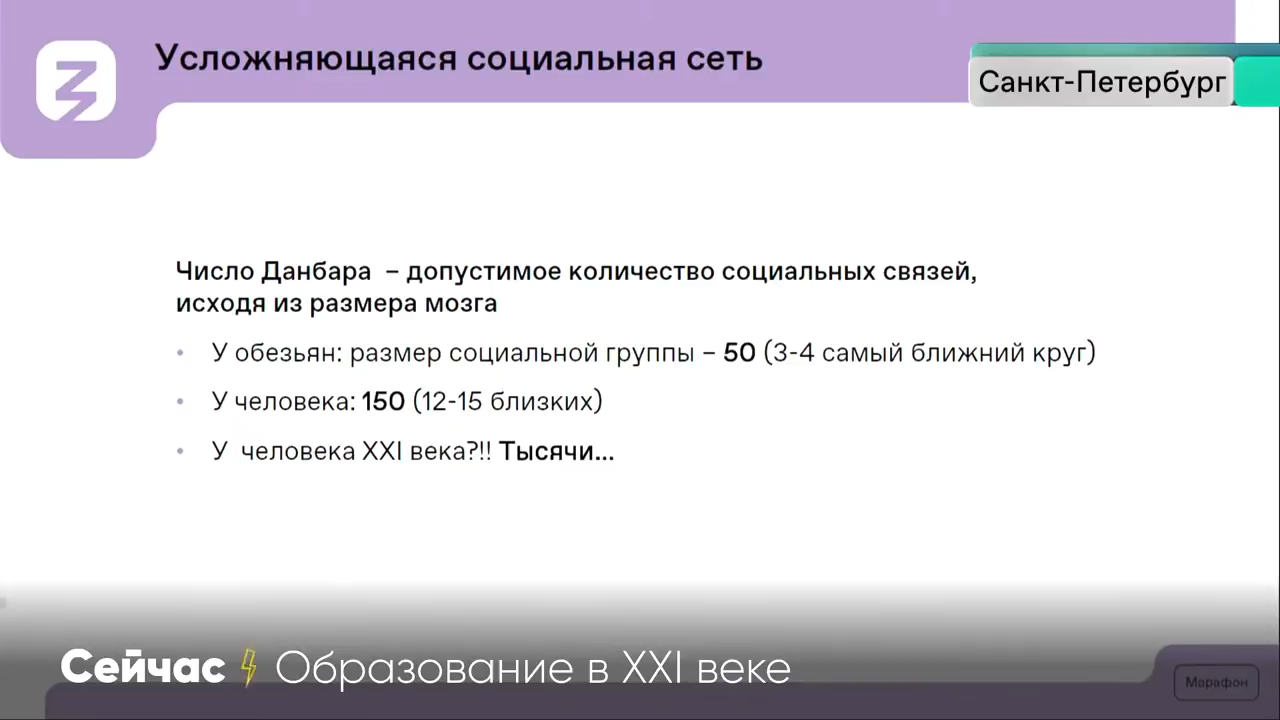 Усложняющаяся социальная сеть
Санкт-Петербург
Число Данбара – допустимое количество социальных связей,
исходя из размера мозга
• У обезьян: размер социальной группы – 50 (3-4 самый ближний круг)
• У человека: 150 (12-15 близких)
• У человека XXI века?!! Тысячи...
Сейчас Образование в XXI веке
Марафон